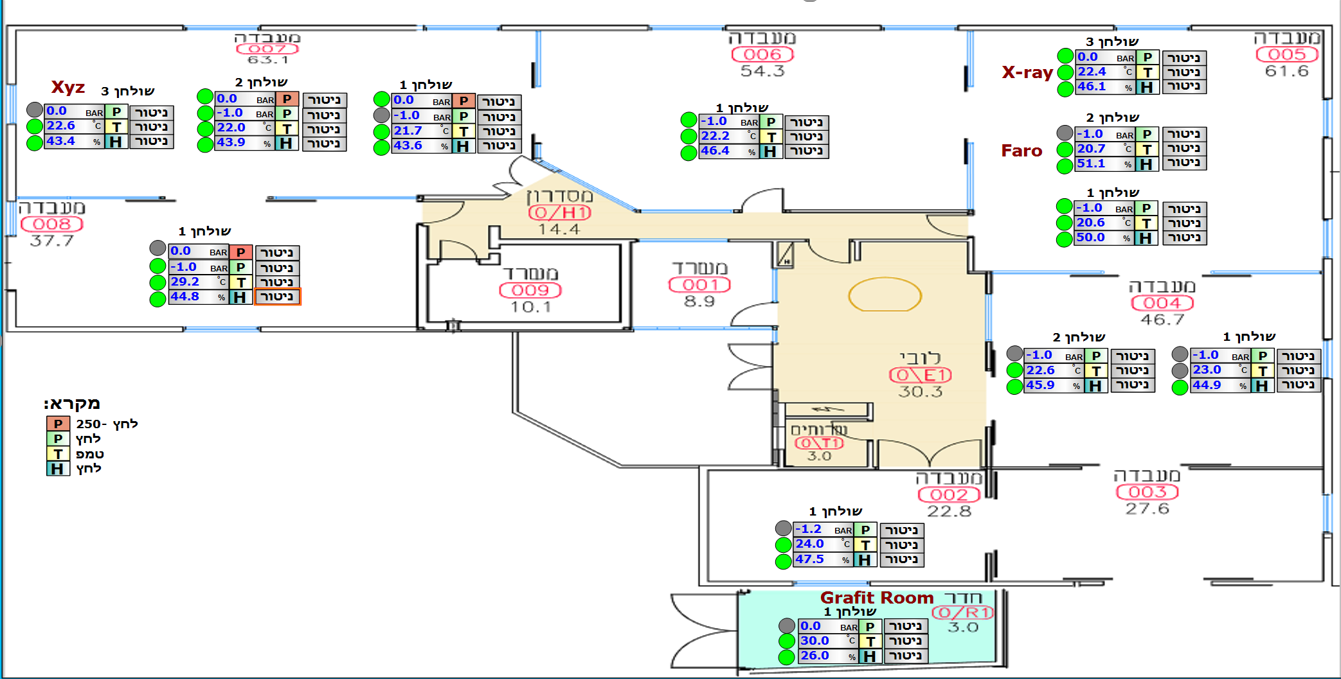 מעבדה
007
63.1
Xyz
שולחן 3
0.0 BAR P ניטור
22.6 °C T ניטור
43.4 % H ניטור
שולחן 2
0.0 BAR P ניטור
-1.0 BAR P ניטור
22.0 °C T ניטור
43.9 % H ניטור
שולחן 1
0.0 BAR P ניטור
-1.0 BAR P ניטור
21.7 °C T ניטור
43.6 % H ניטור
מעבדה
006
54.3
שולחן 1
-1.0 BAR P ניטור
22.2 °C T ניטור
46.4 % H ניטור
מעבדה
005
61.6
X-ray
שולחן 3
0.0 BAR P ניטור
22.4 °C T ניטור
46.1 % H ניטור
Faro
שולחן 2
-1.0 BAR P ניטור
20.7 °C T ניטור
51.1 % H ניטור
שולחן 1
-1.0 BAR P ניטור
20.6 °C T ניטור
50.0 % H ניטור
מעבדה
008
37.7
שולחן 1
0.0 BAR P ניטור
-1.0 BAR P ניטור
29.2 °C T ניטור
44.8 % H ניטור
מסדרון
0/H1
14.4
משרד
009
10.1
משרד
001
8.9
H
לובי
0\E1
30.3
שרותים
0\T1
3.0
מעבדה
004
46.7
שולחן 2
-1.0 BAR P ניטור
22.6 °C T ניטור
45.9 % H ניטור
שולחן 1
-1.0 BAR P ניטור
23.0 °C T ניטור
44.9 % H ניטור
מקרא:
P לחץ -250
P לחץ
T טמפ
H לחץ
מעבדה
002
22.8
שולחן 1
-1.2 BAR P ניטור
24.0 °C T ניטור
47.5 % H ניטור
מעבדה
003
27.6
Grafit Room
חדר
0/R1
3.0
שולחן 1
0.0 BAR P ניטור
30.0 °C T ניטור
26.0 % H ניטור